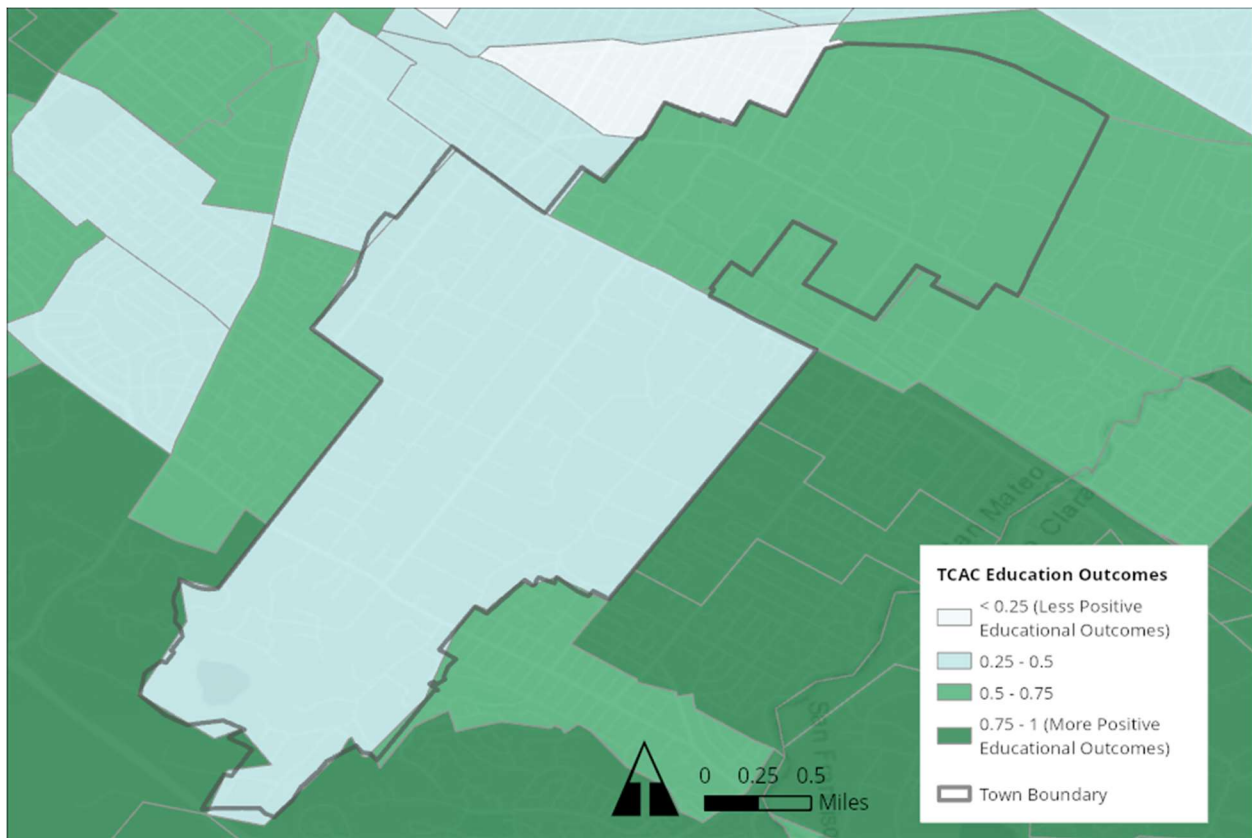 San Mateo
Clara
TCAC Education Outcomes
< 0.25 (Less Positive
Educational Outcomes)
0.25 - 0.5
0.5 - 0.75
0.75 - 1 (More Positive
Educational Outcomes)
Town Boundary
0 0.25 0.5
Miles